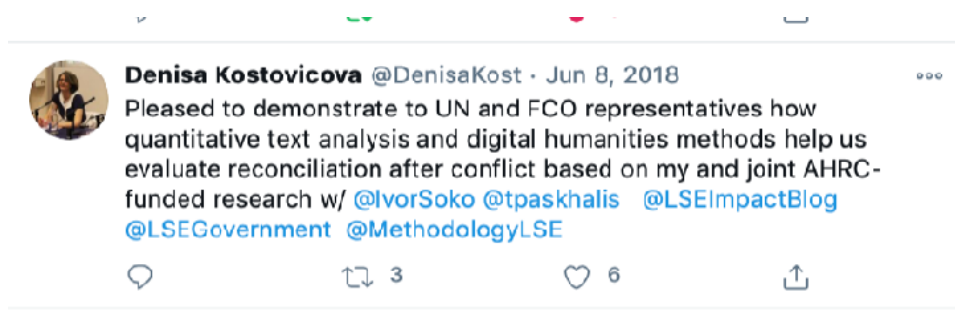 Denisa Kostovicova @DenisaKost · Jun 8, 2018
Pleased to demonstrate to UN and FCO representatives how
quantitative text analysis and digital humanities methods help us
evaluate reconciliation after conflict based on my and joint AHRC-
funded research w/ @IvorSoko @tpaskhalis @LSEImpactBlog
@LSEGovernment @MethodologyLSE
3 6